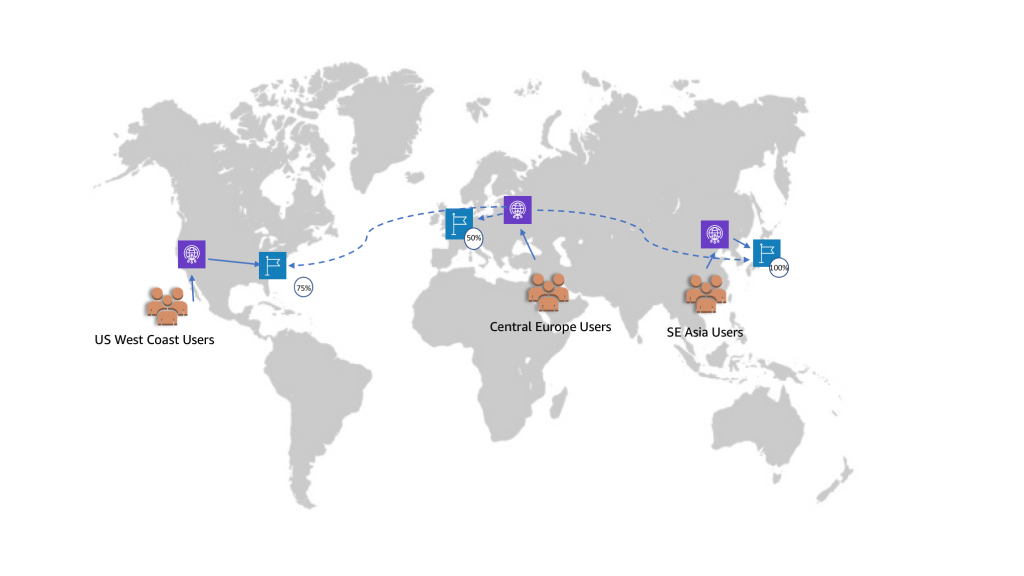 50%
75%
100%
US West Coast Users
Central Europe Users
SE Asia Users